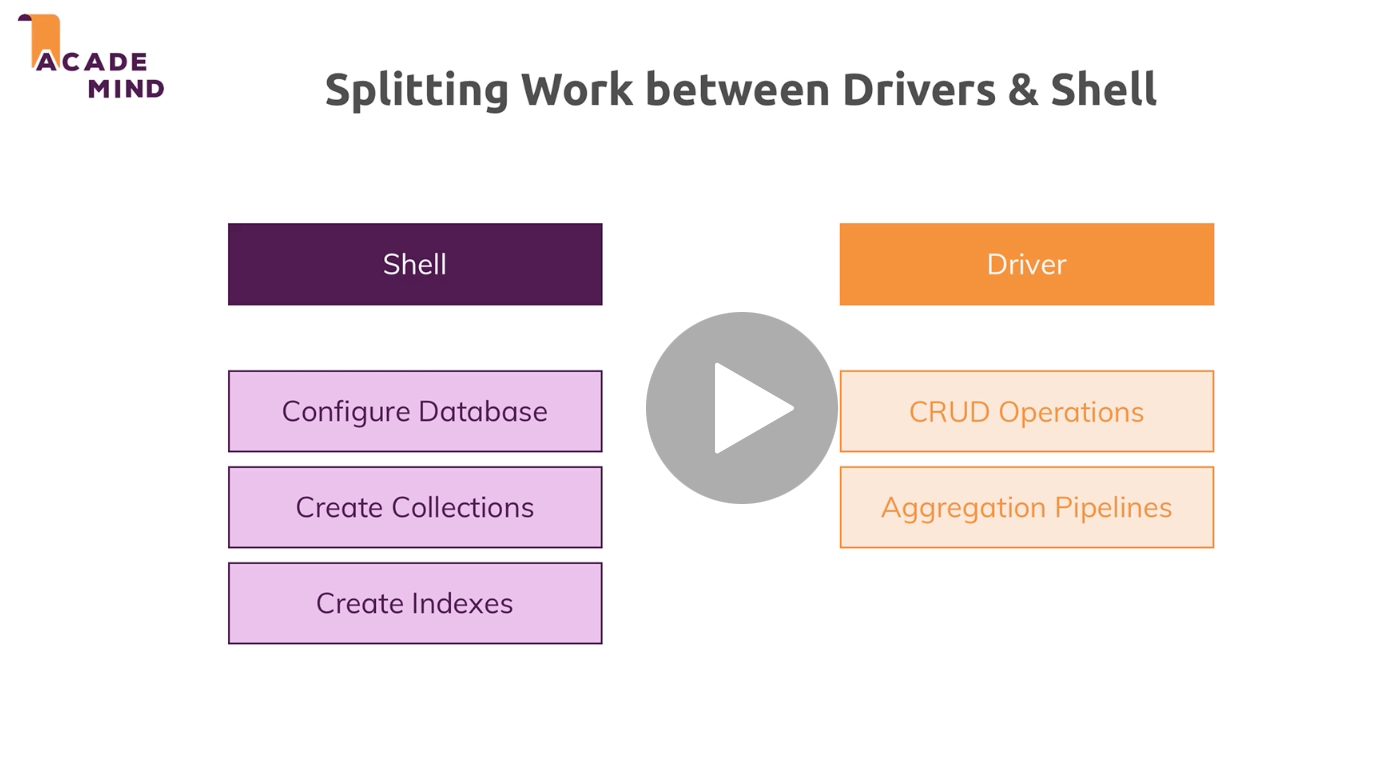 ACADE
MIND
Splitting Work between Drivers & Shell
Shell
Driver
Configure Database
CRUD Operations
Create Collections
Aggregation Pipelines
Create Indexes